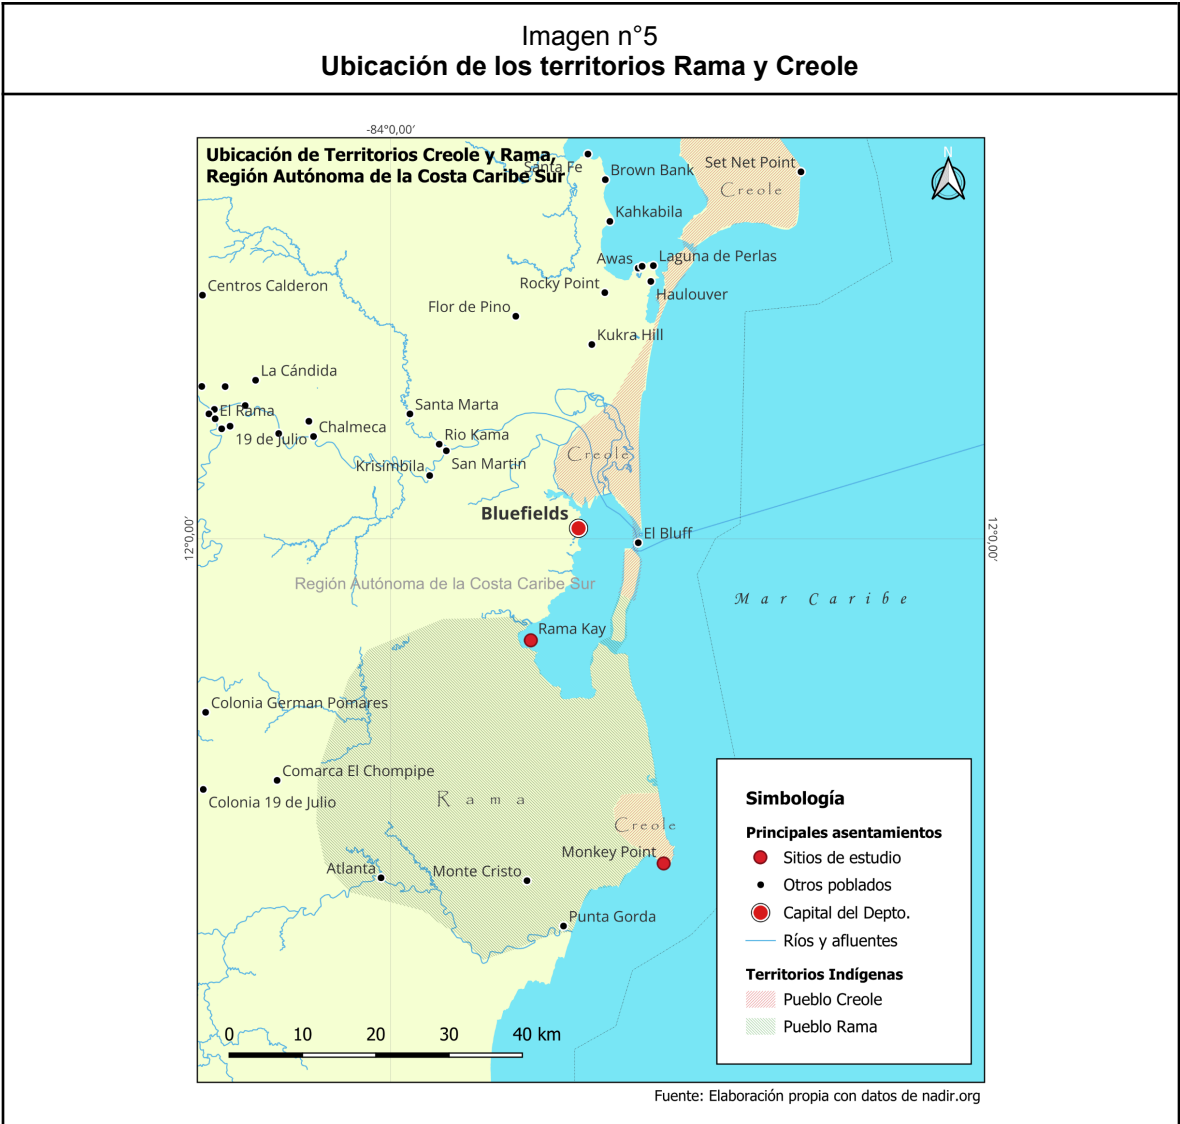 Imagen n°5
Ubicación de los territorios Rama y Creole
-84°0,00′
Ubicación de Territorios Creole y Rama,
Región Autónoma de la Costa Caribe Sur
Santa Fe
Brown Bank
Set Net Point
Creole
N
Kahkabila
Awas
Laguna de Perlas
Rocky Point
Haulouver
Centros Calderon
Flor de Pino
Kukra Hill
La Cándida
El Rama
Santa Marta
19 de Julio
Chalmeca
Rio Kama
Krisimbila
San Martin
Creole
Bluefields
El Bluff
12°0,00′
12°0,00′
Región Autónoma de la Costa Caribe Sur
Mar Caribe
Rama Kay
Colonia German Pomares
Comarca El Chompipe
Colonia 19 de Julio
Rama
Creole
Monkey Point
Atlanta
Monte Cristo
Punta Gorda
0 10 20 30 40 km
Simbología
Principales asentamientos
Sitios de estudio
Otros poblados
Capital del Depto.
Ríos y afluentes
Territorios Indígenas
Pueblo Creole
Pueblo Rama
Fuente: Elaboración propia con datos de nadir.org